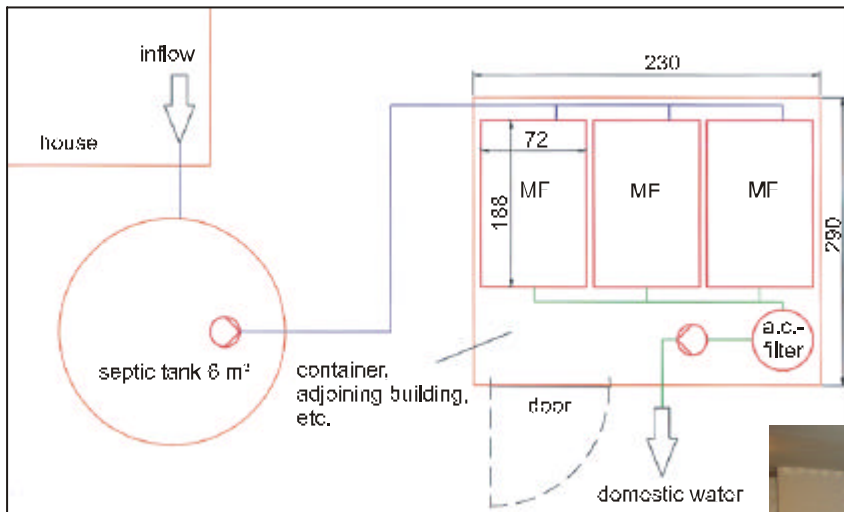 inflow
house
230
72
MF
MF
MF
188
290
a.c.-
filter
septic tank 6 m³
container,
adjoining building,
etc.
door
domestic water